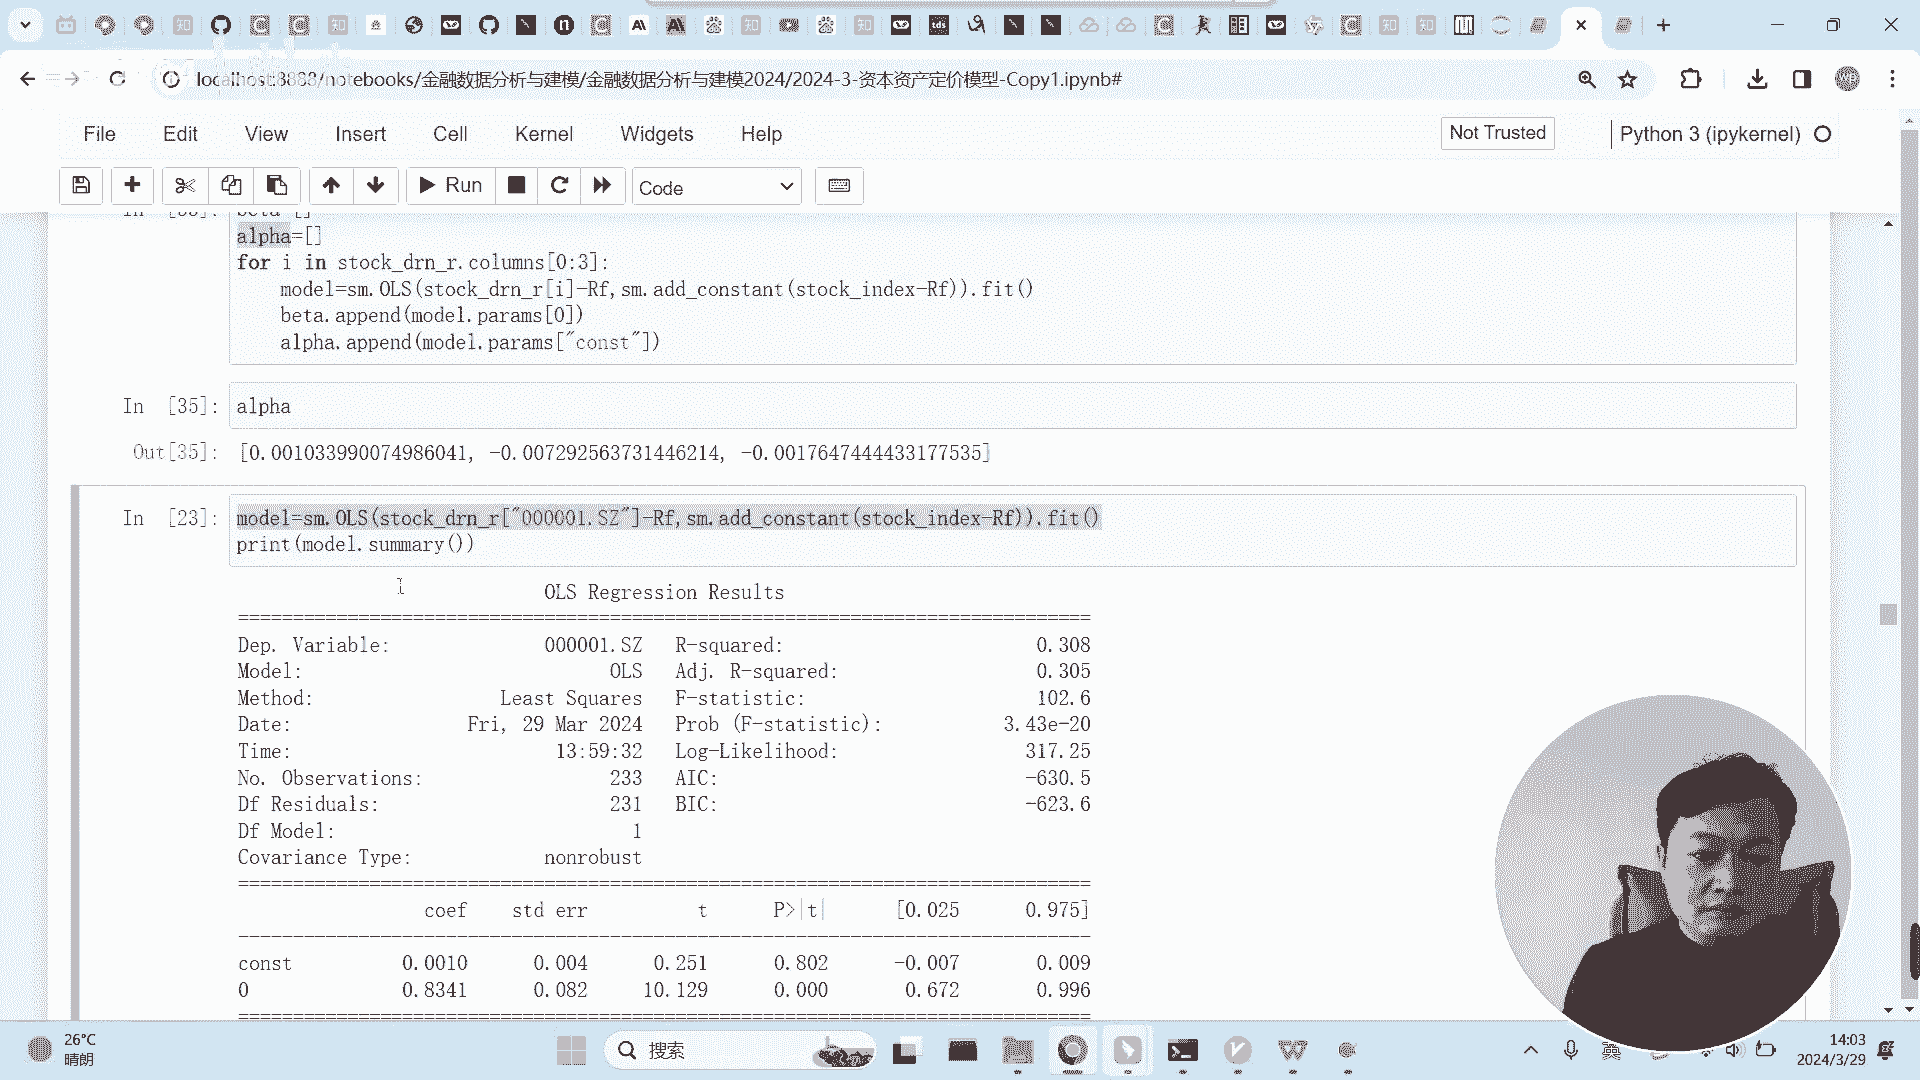 localhost:8888/notebooks/金融数据分析与建模/金融数据分析与建模2024/2024-3-资本资产定价模型-Copy1.ipynb#
File Edit View Insert Cell Kernel Widgets Help
Not Trusted
Python 3 (ipykernel)
Run
Code
alpha=[]
for i in stock_drn_r.columns[0:3]:
model=sm.OLS(stock_drn_r[i]-Rf,sm.add_constant(stock_index-Rf)).fit()
beta.append(model.params[0])
alpha.append(model.params["const"])
In [35]: alpha
Out[35]: [0.001033990074986041, -0.007292563731446214, -0.0017647444433177535]
In [23]: model=sm.OLS(stock_drn_r["000001.SZ"]-Rf,sm.add_constant(stock_index-Rf)).fit()
print(model.summary())
OLS Regression Results
Dep. Variable: 000001.SZ R-squared: 0.308
Model: OLS Adj. R-squared: 0.305
Method: Least Squares F-statistic: 102.6
Date: Fri, 29 Mar 2024 Prob (F-statistic): 3.43e-20
Time: 13:59:32 Log-Likelihood: 317.25
No. Observations: 233 AIC: -630.5
Df Residuals: 231 BIC: -623.6
Df Model: 1
Covariance Type: nonrobust
coef std err t P>|t| [0.025 0.975]
const 0.0010 0.004 0.251 0.802 -0.007 0.009
0 0.8341 0.082 10.129 0.000 0.672 0.996
26°C
晴朗
搜索
英
14:03
2024/3/29